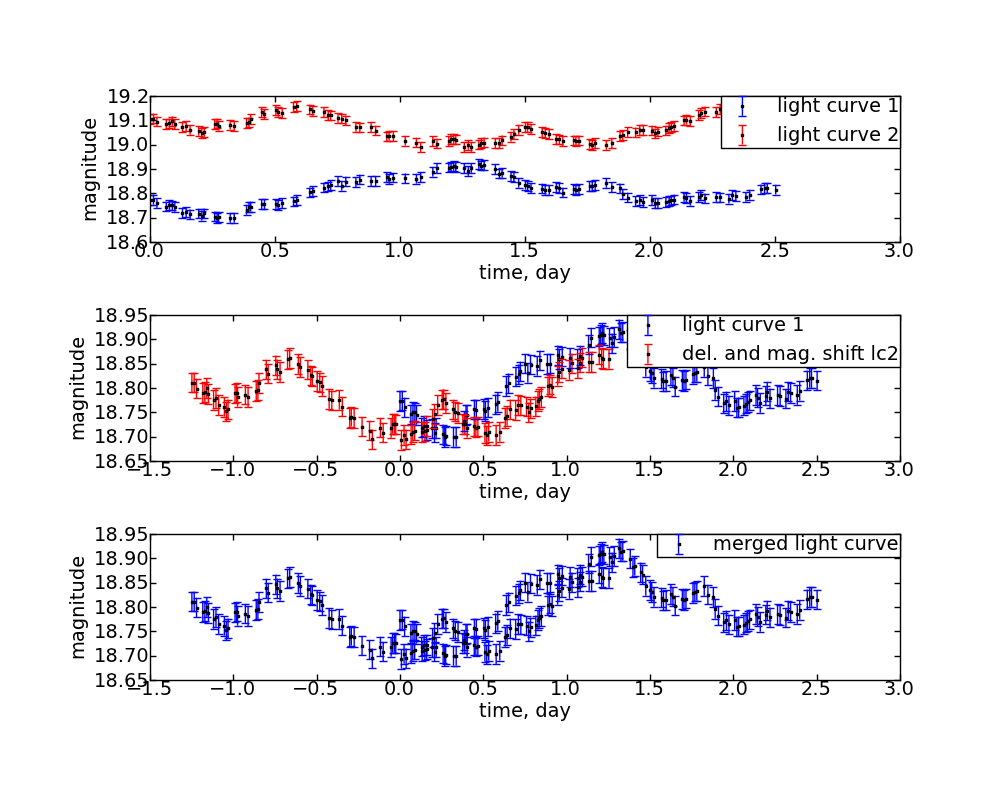 19.2
19.1
19.0
18.9
18.8
18.7
18.6
magnitude
light curve 1
light curve 2
0.0 0.5 1.0 1.5 2.0 2.5 3.0
time, day
18.95
18.90
18.85
18.80
18.75
18.70
18.65
magnitude
light curve 1
del. and mag. shift lc2
−1.5 −1.0 −0.5 0.0 0.5 1.0 1.5 2.0 2.5 3.0
time, day
18.95
18.90
18.85
18.80
18.75
18.70
18.65
magnitude
merged light curve
−1.5 −1.0 −0.5 0.0 0.5 1.0 1.5 2.0 2.5 3.0
time, day